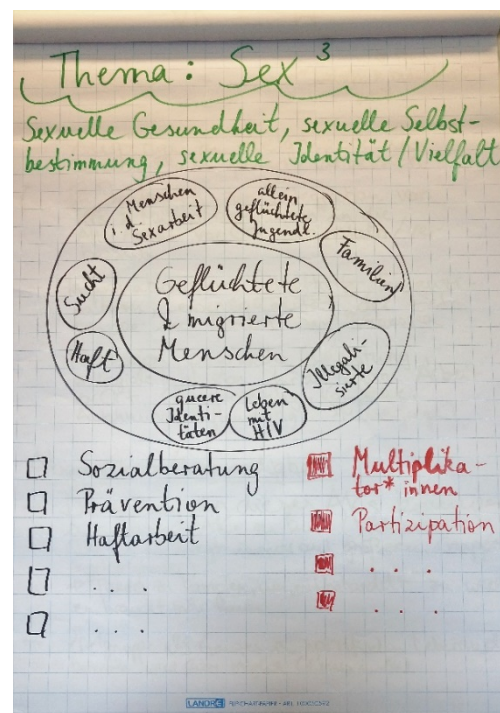 Thema: Sex³
Sexuelle Gesundheit, sexuelle Selbst-
bestimmung, sexuelle Identität / Vielfalt
Menschen
i. d.
Sexarbeit
allein
geflüchtete
Jugendl.
Familien
Sucht
Geflüchtete
& migrierte
Menschen
Haft
Illegali-
sierte
queere
Identi-
täten
Leben
mit
HIV
Sozialberatung
Prävention
Haftarbeit
. . . .
. . . .
Multiplika-
tor*innen
Partizipation
. . .
. . .
LANDRÉ